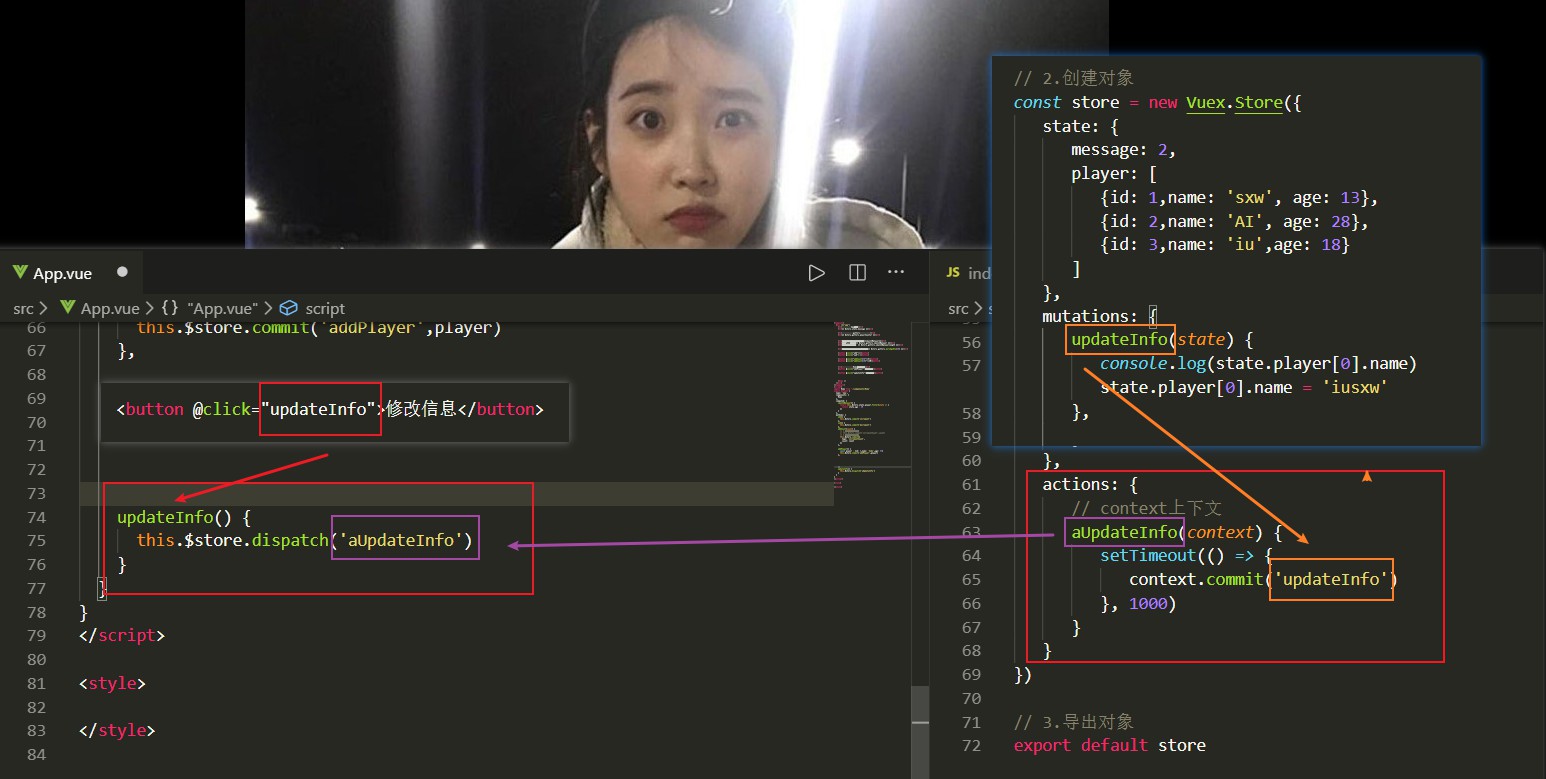 App.vue
src > App.vue > {} "App.vue" > script
66 this.$store.commit('addPlayer',player)
67 },
68
69
<button @click="updateInfo">修改信息</button>
70
71
72
73
74 updateInfo() {
75 this.$store.dispatch('aUpdateInfo')
76 }
77 }
78 }
79 </script>
80
81 <style>
82
83 </style>
84
// 2.创建对象
const store = new Vuex.Store({
state: {
message: 2,
player: [
{id: 1,name: 'sxw', age: 13},
{id: 2,name: 'AI', age: 28},
{id: 3,name: 'iu',age: 18}
]
},
mutations: {
updateInfo(state) {
console.log(state.player[0].name)
state.player[0].name = 'iusxw'
},
JS ind
src >
56
57
58
59
60 },
61 actions: {
62 // context上下文
63 aUpdateInfo(context) {
64 setTimeout(() => {
65 context.commit('updateInfo')
66 }, 1000)
67 }
68 }
69 })
70
71 // 3.导出对象
72 export default store